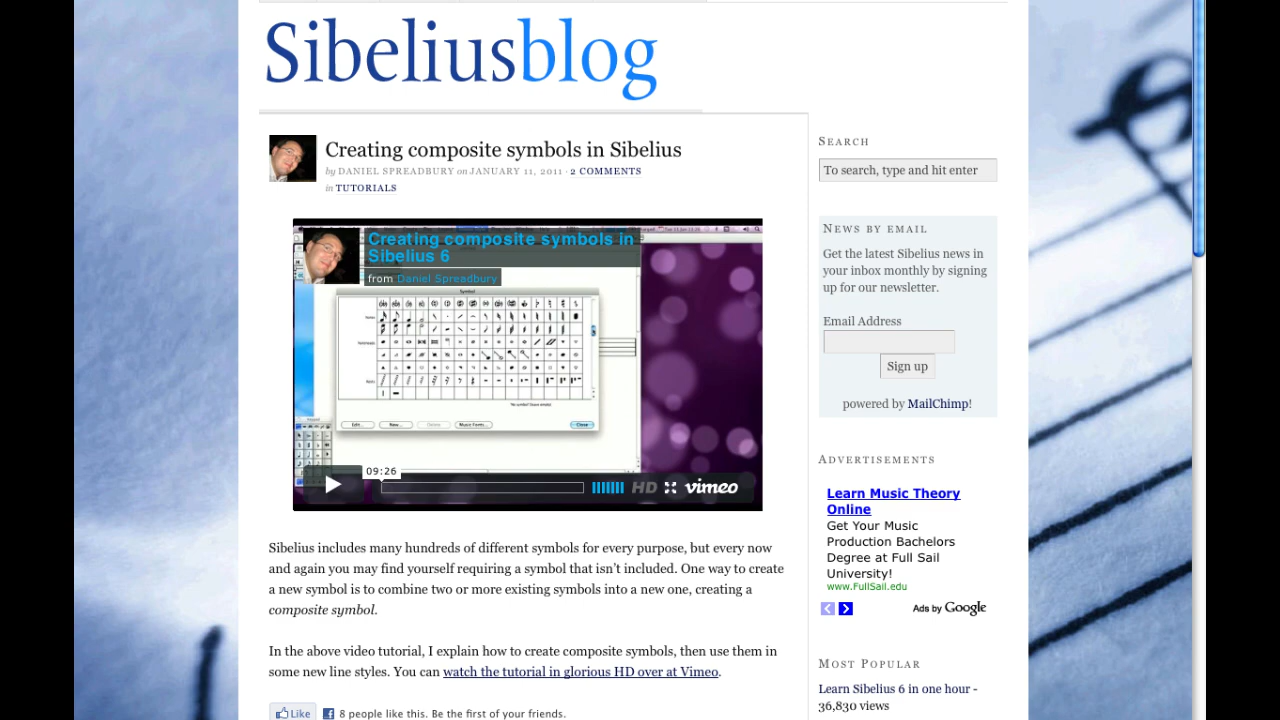 Sibeliusblog
Creating composite symbols in Sibelius
by DANIEL SPREADBURY on JANUARY 11, 2011 · 2 COMMENTS
in TUTORIALS
Creating composite symbols in
Sibelius 6
from Daniel Spreadbury
Symbol
Edit...
New...
Delete
Music Fonts...
Close
09:26
HD
vimeo
Sibelius includes many hundreds of different symbols for every purpose, but every now
and again you may find yourself requiring a symbol that isn't included. One way to create
a new symbol is to combine two or more existing symbols into a new one, creating a
composite symbol.
In the above video tutorial, I explain how to create composite symbols, then use them in
some new line styles. You can watch the tutorial in glorious HD over at Vimeo.
Like
8 people like this. Be the first of your friends.
SEARCH
To search, type and hit enter
NEWS BY EMAIL
Get the latest Sibelius news in
your inbox monthly by signing
up for our newsletter.
Email Address
Sign up
powered by MailChimp!
ADVERTISEMENTS
Learn Music Theory
Online
Get Your Music
Production Bachelors
Degree at Full Sail
University!
www.FullSail.edu
Ads by Google
MOST POPULAR
Learn Sibelius 6 in one hour -
36,830 views